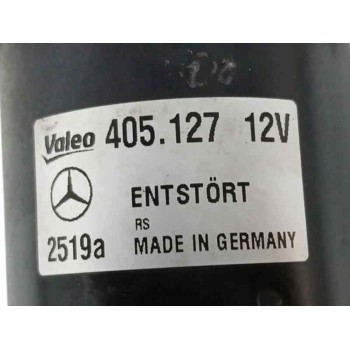 Valeo 405.127 12V
ENTSTÖRT
RS
2519a MADE IN GERMANY